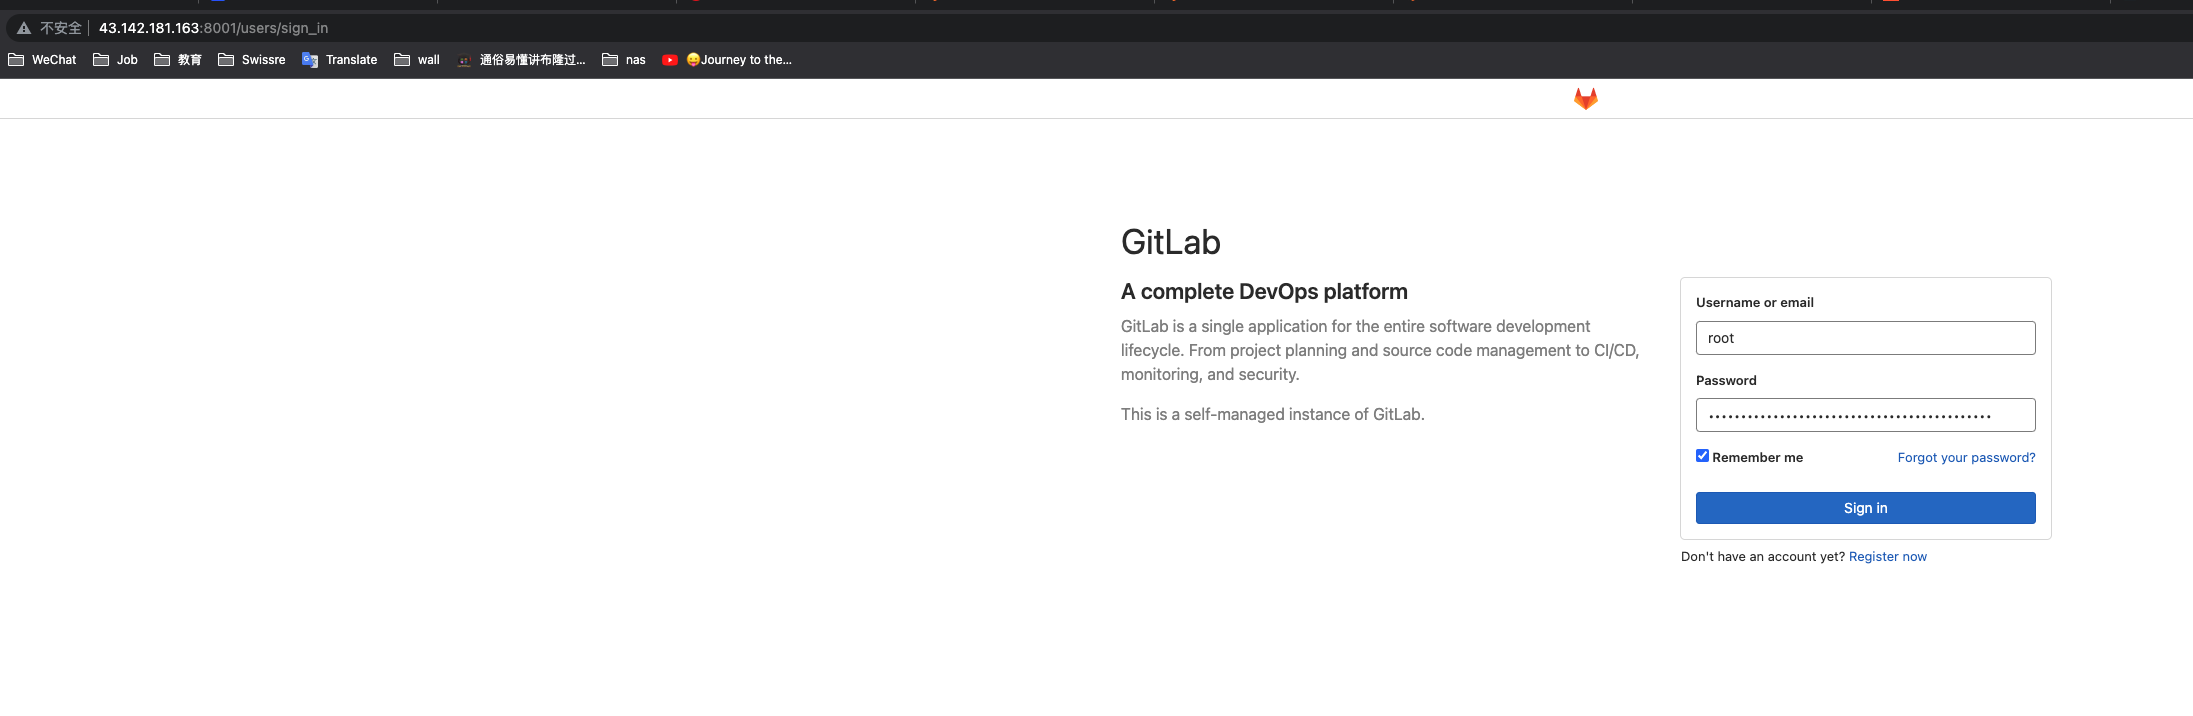 不安全 43.142.181.163:8001/users/sign_in
WeChat Job 教育 Swissre Translate wall 通俗易懂讲布隆过... nas 😜Journey to the...
GitLab
A complete DevOps platform
GitLab is a single application for the entire software development
lifecycle. From project planning and source code management to CI/CD,
monitoring, and security.
This is a self-managed instance of GitLab.
Username or email
root
Password
Remember me Forgot your password?
Sign in
Don't have an account yet? Register now